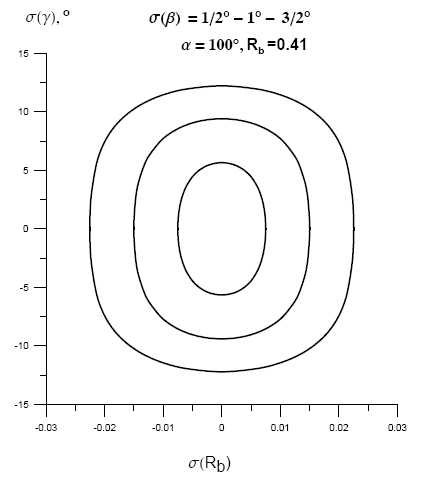 σ(γ), °
σ(β) = 1/2° – 1° – 3/2°
α = 100°, R_b =0.41
15
10
5
0
-5
-10
-15
-0.03 -0.02 -0.01 0 0.01 0.02 0.03
σ(R_b)